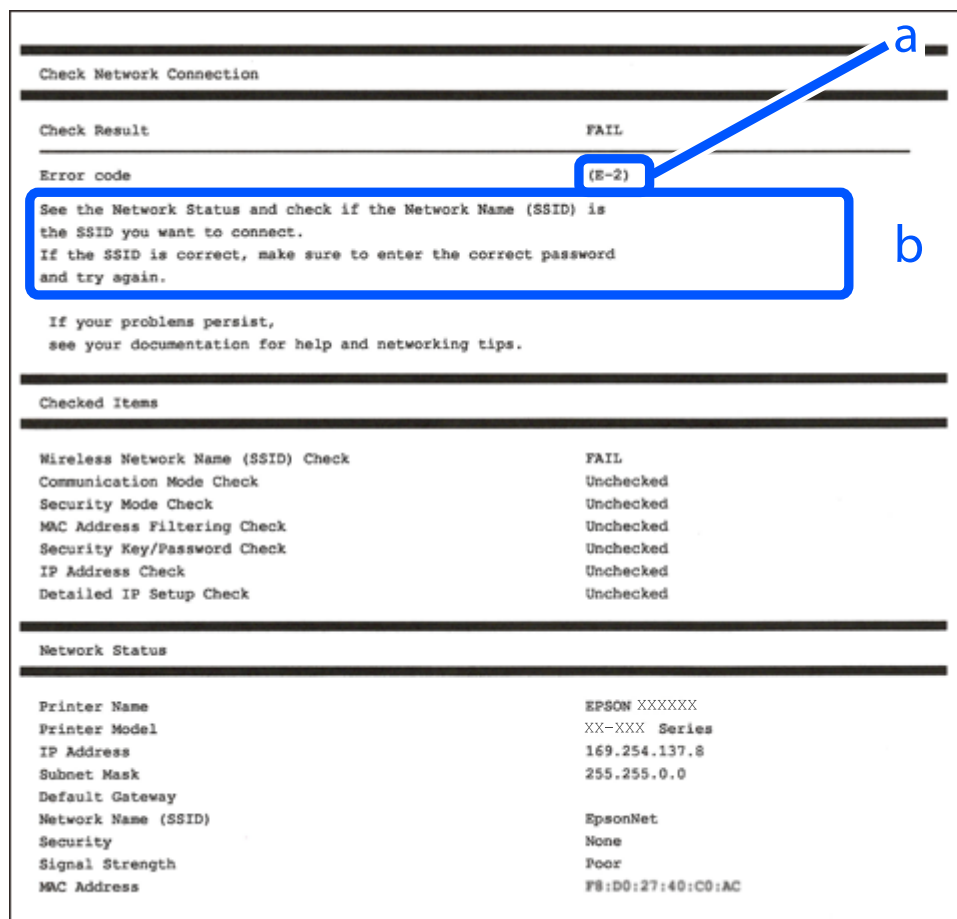 a
Check Network Connection
Check Result FAIL
Error code (E-2)
See the Network Status and check if the Network Name (SSID) is
the SSID you want to connect.
If the SSID is correct, make sure to enter the correct password
and try again.
b
If your problems persist,
see your documentation for help and networking tips.
Checked Items
Wireless Network Name (SSID) Check FAIL
Communication Mode Check Unchecked
Security Mode Check Unchecked
MAC Address Filtering Check Unchecked
Security Key/Password Check Unchecked
IP Address Check Unchecked
Detailed IP Setup Check Unchecked
Network Status
Printer Name EPSON XXXXXX
Printer Model XX-XXX Series
IP Address 169.254.137.8
Subnet Mask 255.255.0.0
Default Gateway
Network Name (SSID) EpsonNet
Security None
Signal Strength Poor
MAC Address F8:D0:27:40:C0:AC